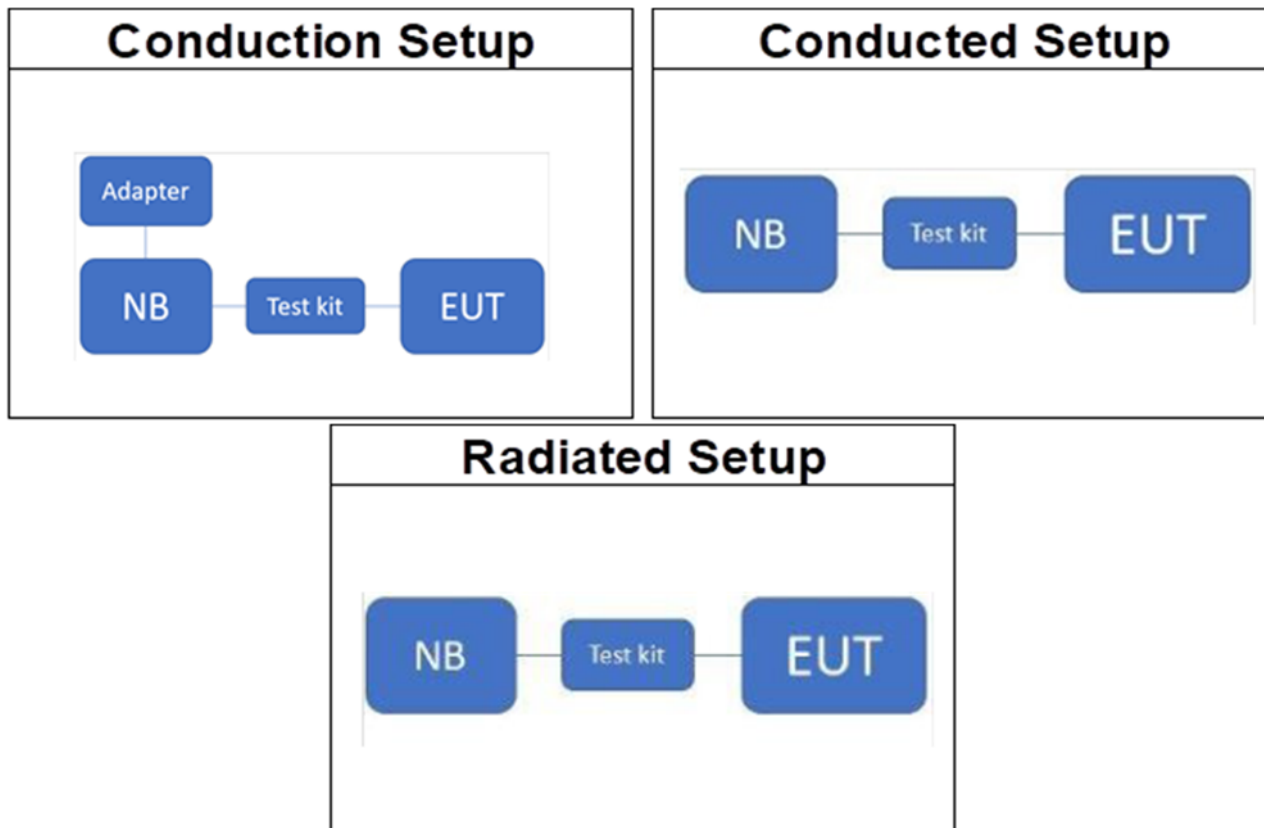 Conduction Setup
Adapter
NB
Test kit
EUT
Conducted Setup
NB
Test kit
EUT
Radiated Setup
NB
Test kit
EUT